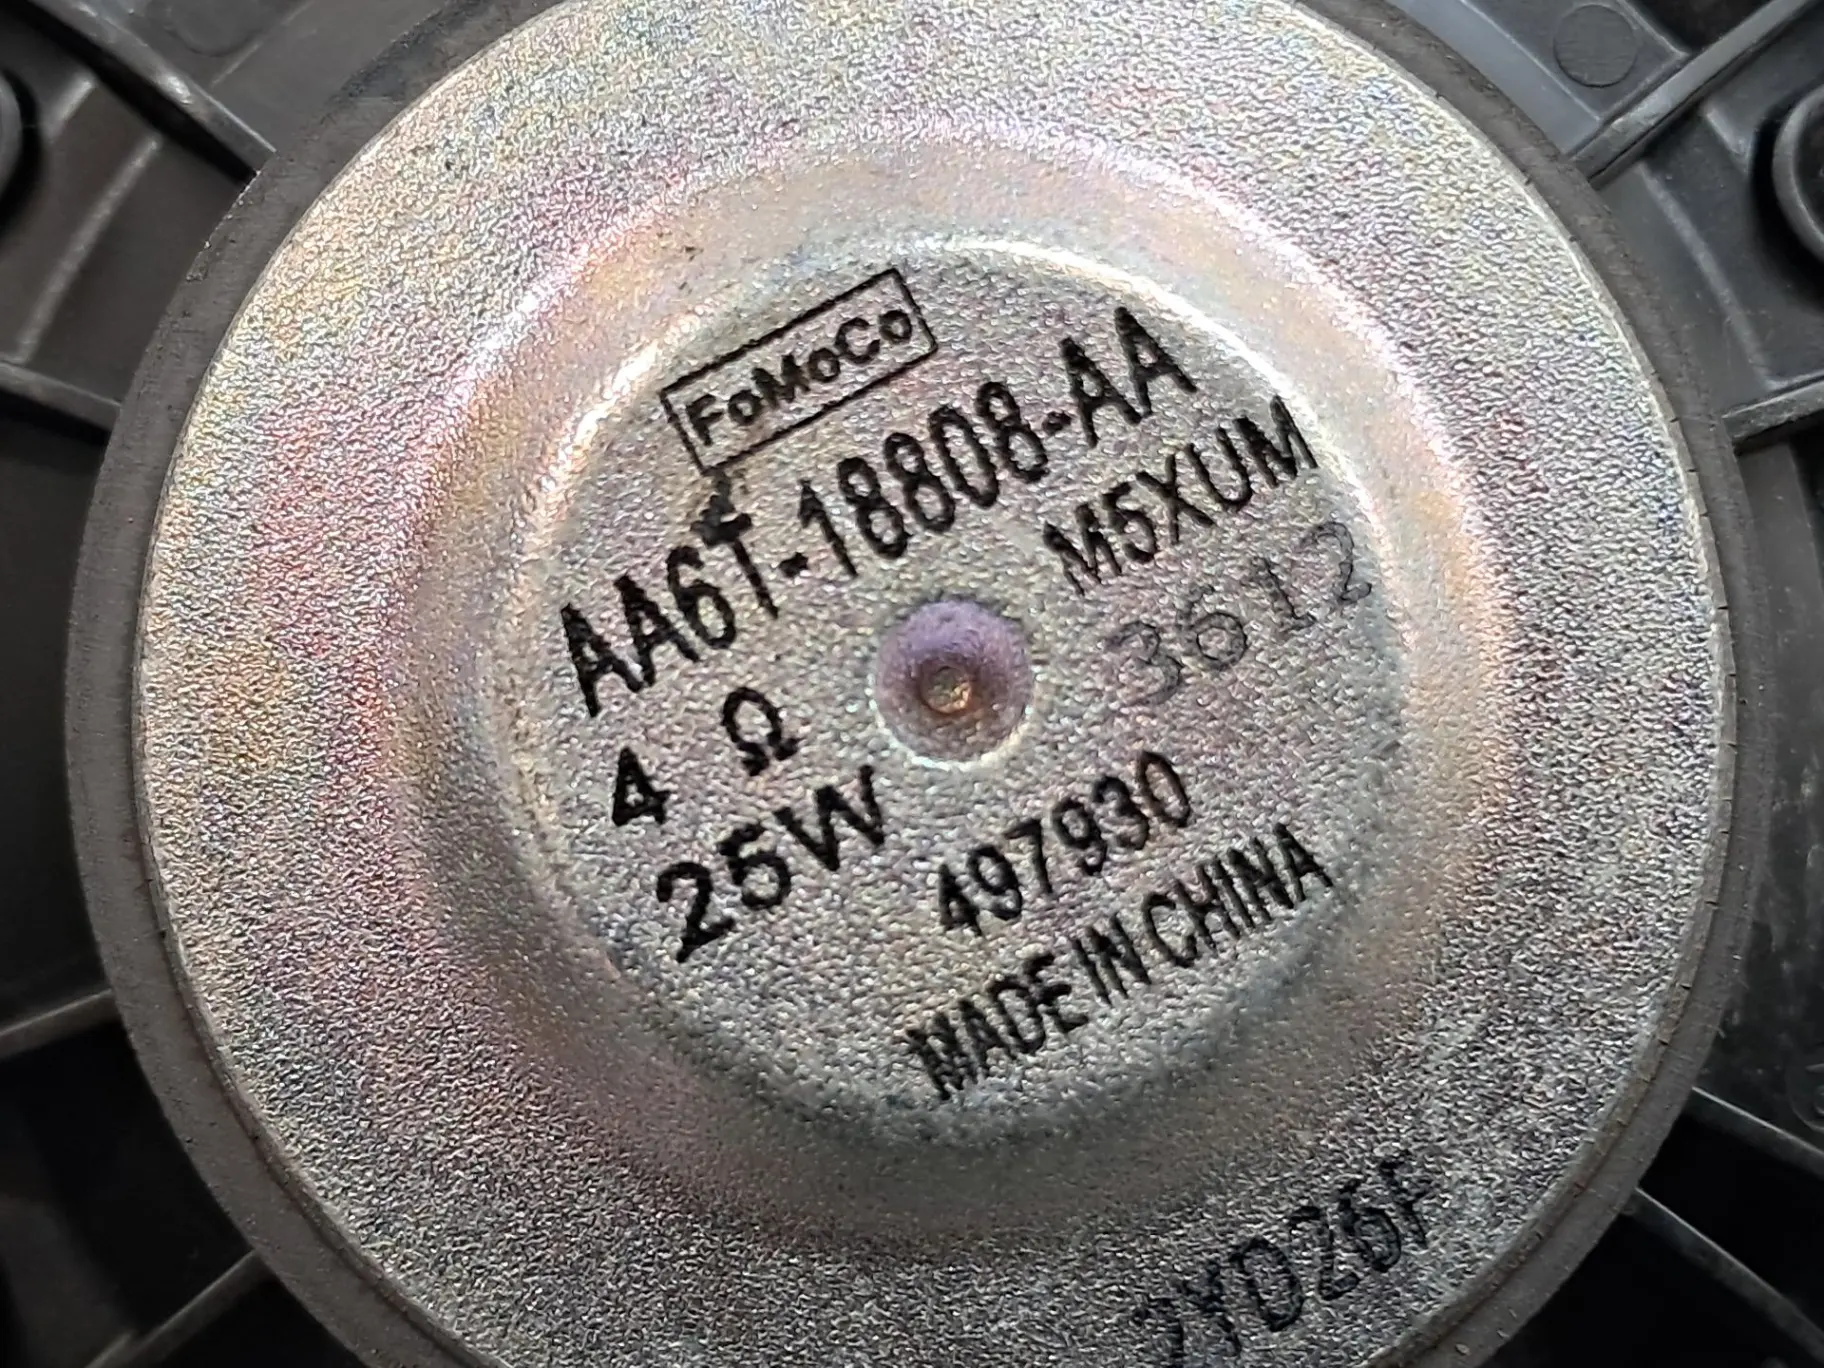 FoMoCo
AA6T-18808-AA
M5XUM
3612
4 Ω
25W
497930
MADE IN CHINA